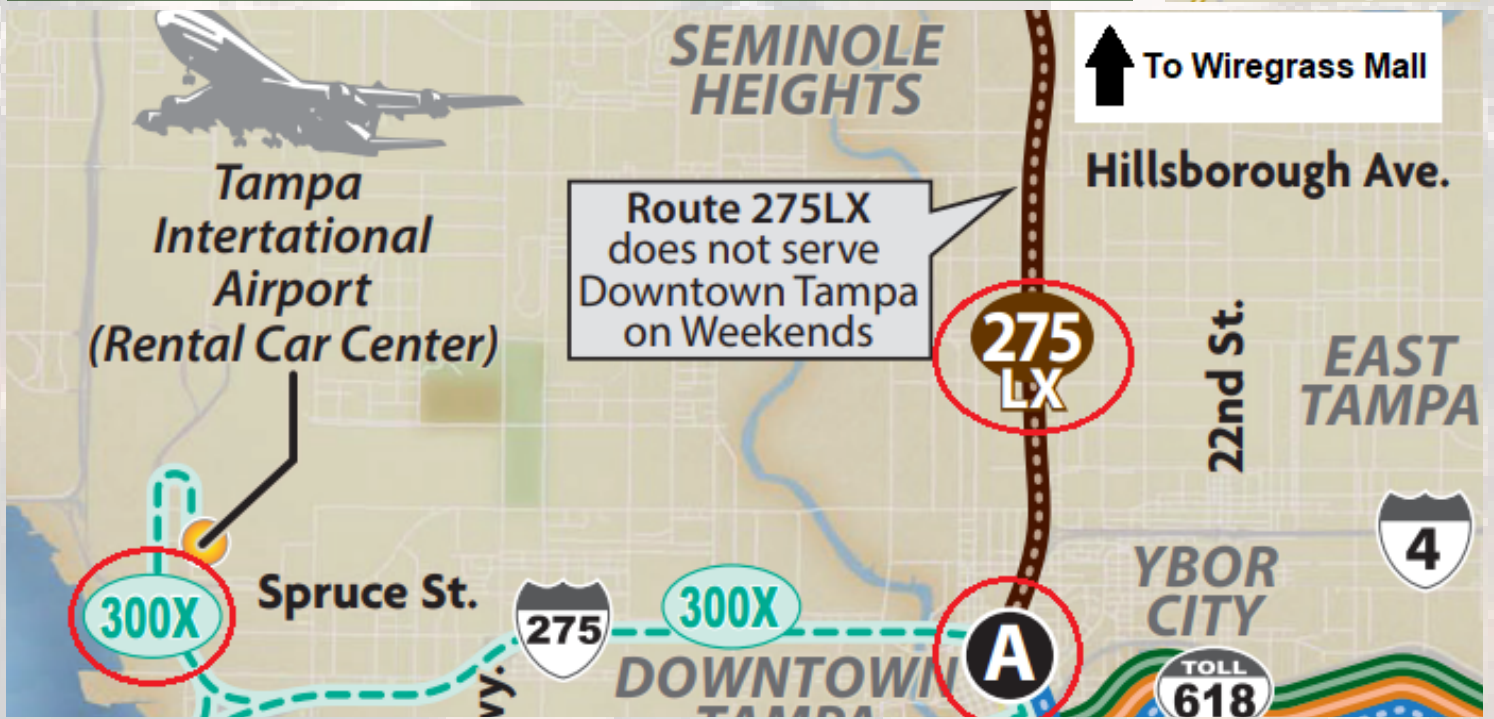 SEMINOLE
HEIGHTS
To Wiregrass Mall
Tampa
Intertational
Airport
(Rental Car Center)
Hillsborough Ave.
Route 275LX
does not serve
Downtown Tampa
on Weekends
275
LX
22nd St.
EAST
TAMPA
4
300X
Spruce St.
275
300X
YBOR
CITY
A
DOWNTOWN
TAMPA
vy.
TOLL
618